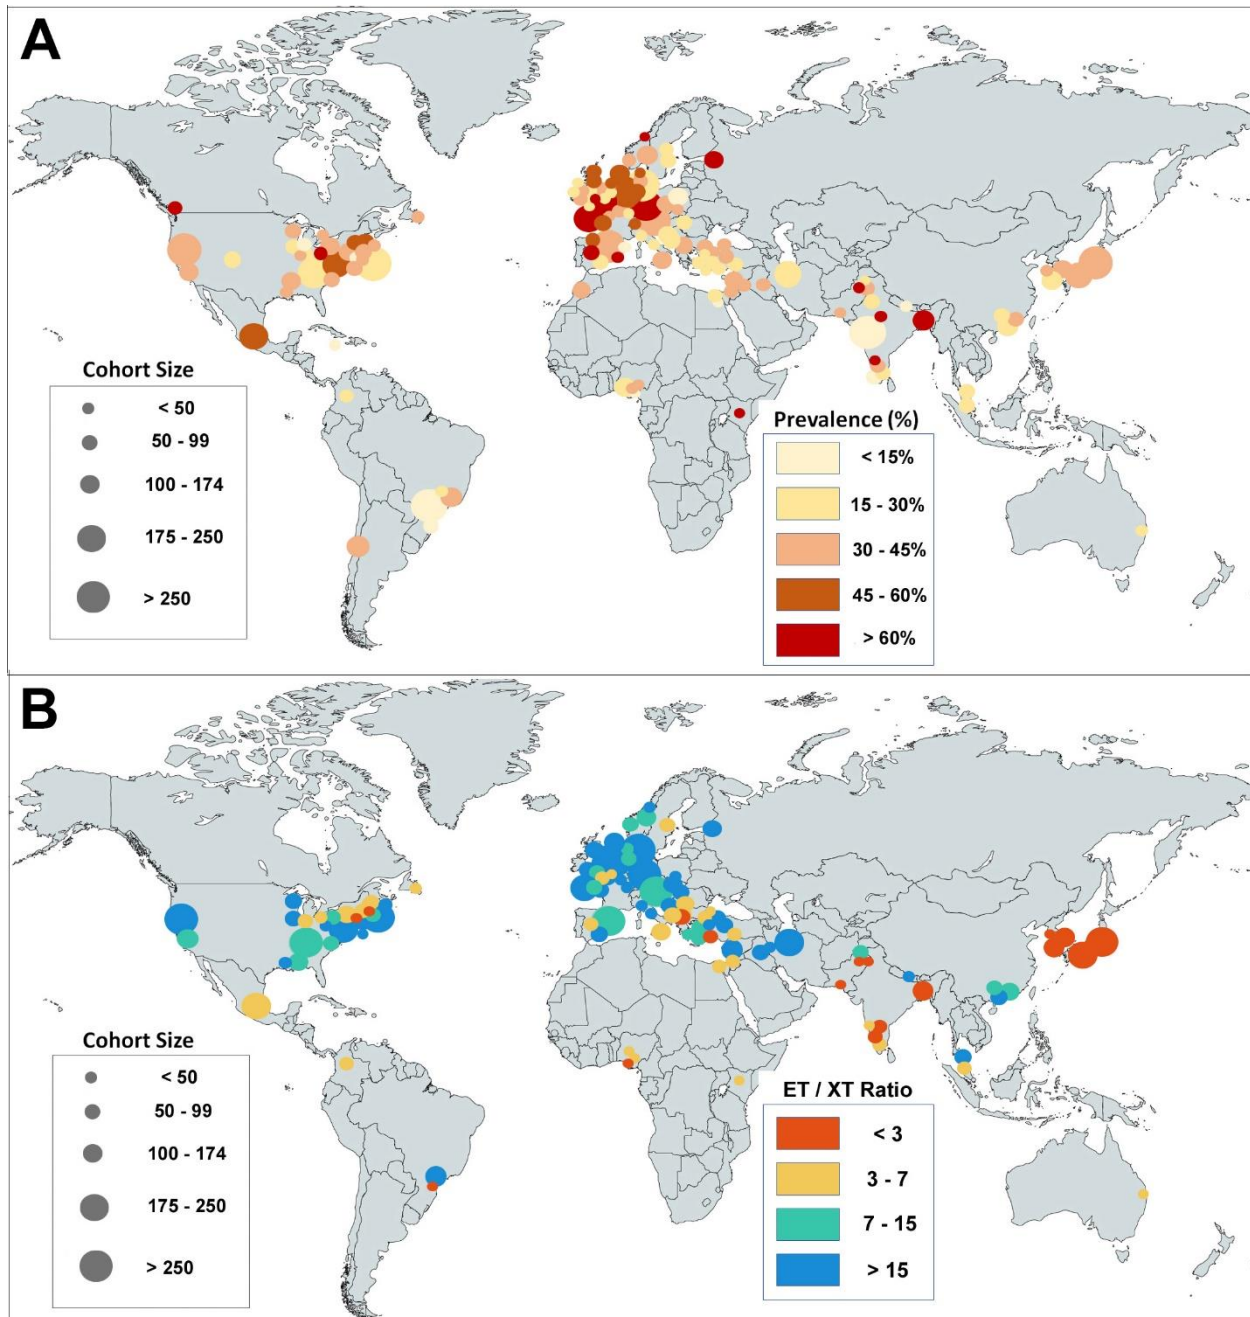 A
Cohort Size
< 50
50 - 99
100 - 174
175 - 250
> 250
Prevalence (%)
< 15%
15 - 30%
30 - 45%
45 - 60%
> 60%
B
Cohort Size
< 50
50 - 99
100 - 174
175 - 250
> 250
ET / XT Ratio
< 3
3 - 7
7 - 15
> 15